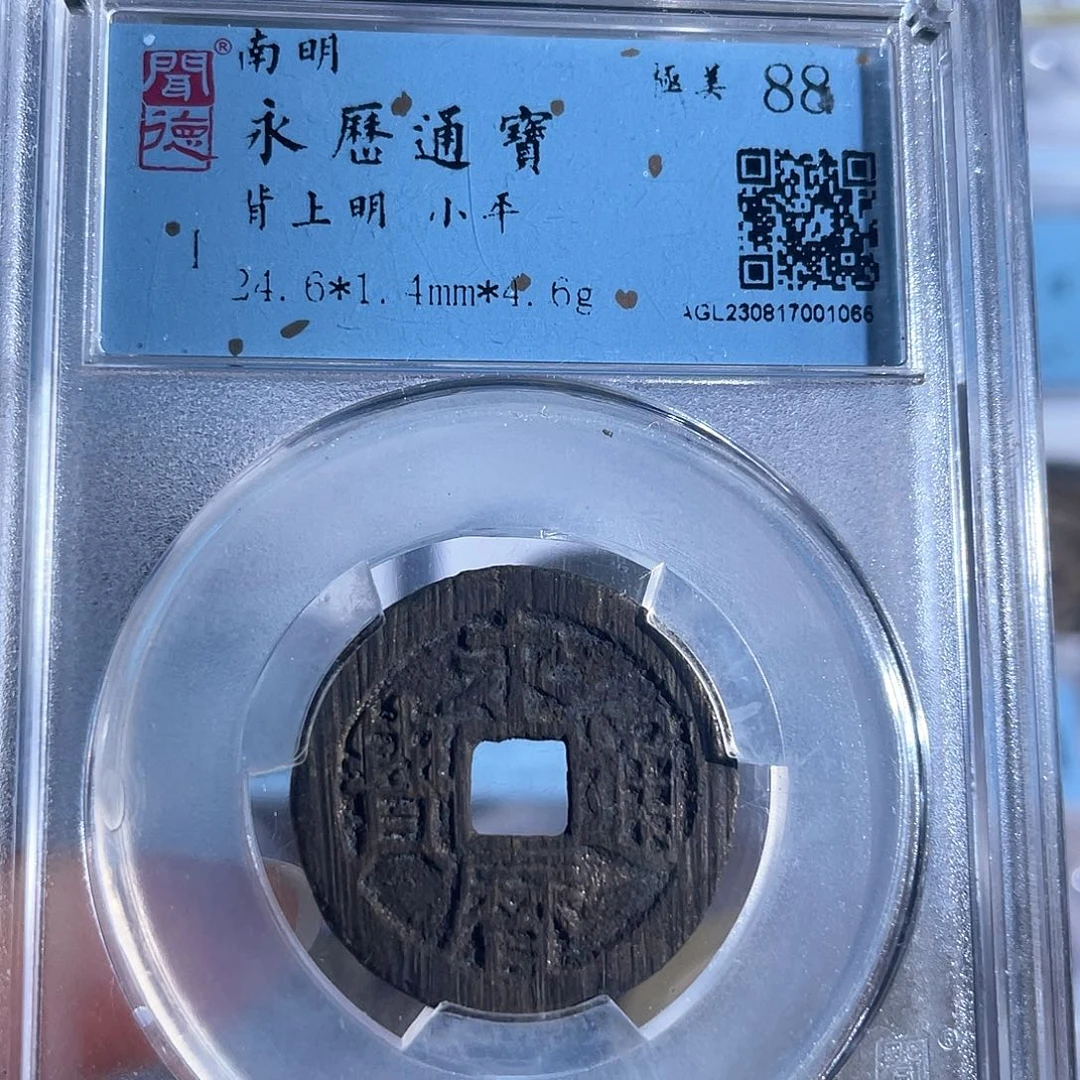 聞德®
南明
極美 88
永曆通寶
背上明 小平
24.6*1.4mm*4.6g
AGL230817001066
永